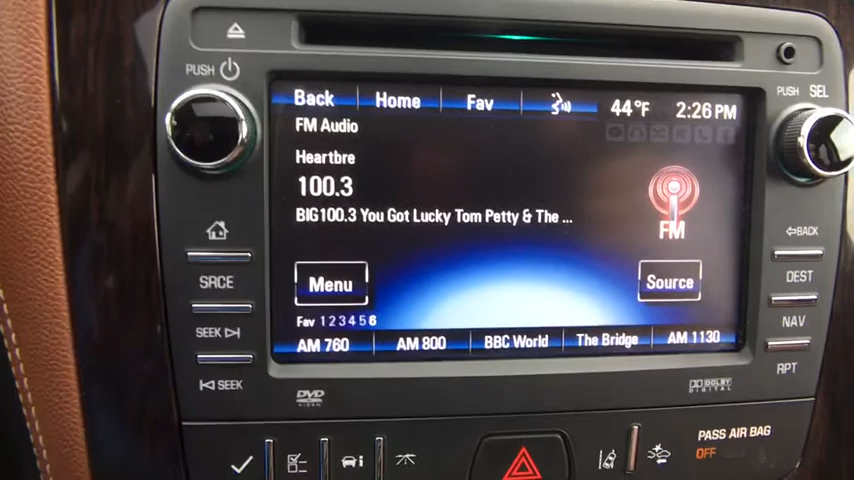 PUSH
PUSH SEL
Back Home Fav 44°F 2:26 PM
FM Audio
Heartbre
100.3
BIG100.3 You Got Lucky Tom Petty & The ...
FM
BACK
SRCE
DEST
Menu
Source
SEEK
NAV
Fav 1 2 3 4 5 6
AM 760 AM 800 BBC World The Bridge AM 1130
RPT
SEEK
DVD
VIDEO
DOLBY
DIGITAL
PASS AIR BAG
OFF